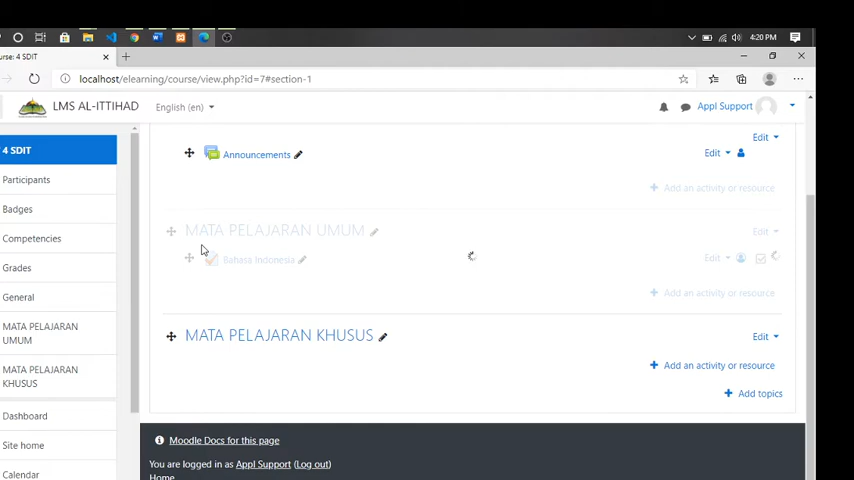 4:20 PM
urse: 4 SDIT
localhost/elearning/course/view.php?id=7#section-1
LMS AL-ITTIHAD
English (en)
Appl Support
4 SDIT
Participants
Badges
Competencies
Grades
General
MATA PELAJARAN
UMUM
MATA PELAJARAN
KHUSUS
Dashboard
Site home
Calendar
Edit
Announcements
Edit
Add an activity or resource
MATA PELAJARAN UMUM
Edit
Bahasa Indonesia
Edit
Add an activity or resource
MATA PELAJARAN KHUSUS
Edit
Add an activity or resource
Add topics
Moodle Docs for this page
You are logged in as Appl Support (Log out)
Home